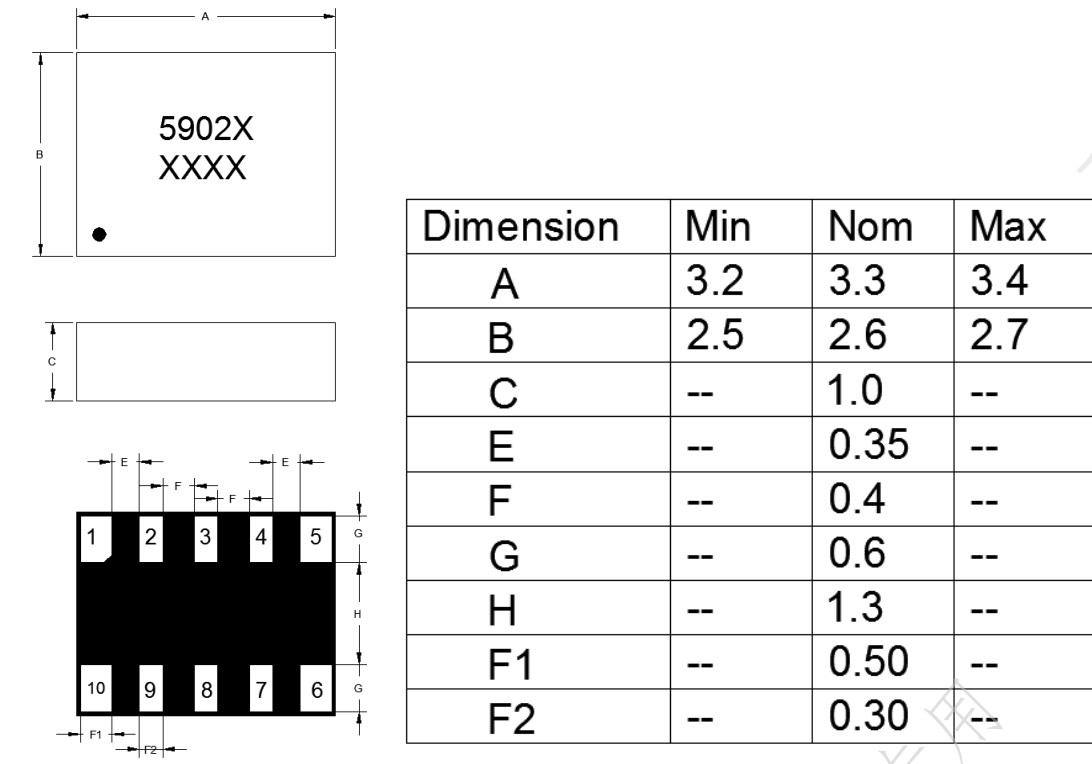 A
B
5902X
XXXX
C
E E
F
F
1 2 3 4 5
G
H
10 9 8 7 6
G
F1
F2
Dimension Min Nom Max
A 3.2 3.3 3.4
B 2.5 2.6 2.7
C -- 1.0 --
E -- 0.35 --
F -- 0.4 --
G -- 0.6 --
H -- 1.3 --
F1 -- 0.50 --
F2 -- 0.30 --
用